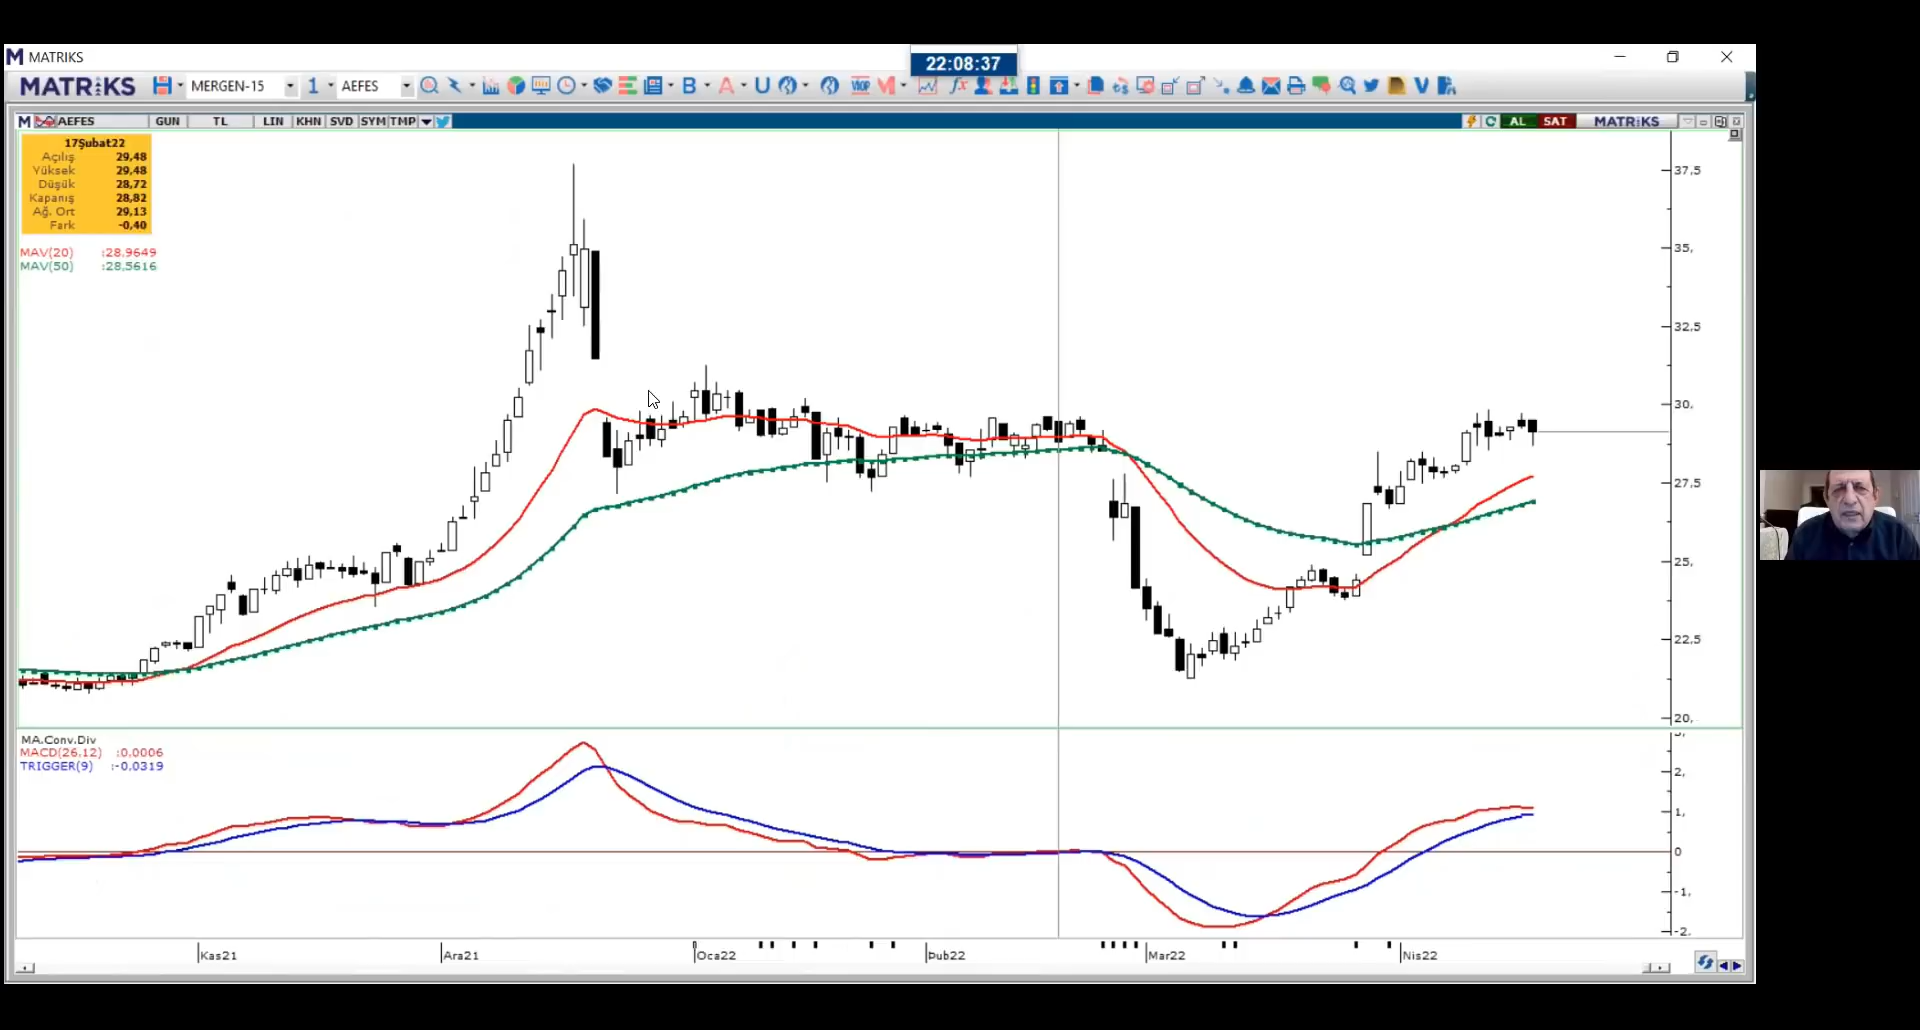 MATRIKS
22:08:37
MATRiKS MERGEN-15 1 AEFES B A U VİOP M fx V
M AEFES GUN TL LIN KHN SVD SYM TMP AL SAT MATRiKS
17Şubat22
Açılış 29,48
Yüksek 29,48
Düşük 28,72
Kapanış 28,82
Ağ. Ort 29,13
Fark -0,40
MAV(20) :28,9649
MAV(50) :28,5616
37,5
35,
32,5
30,
27,5
25,
22,5
20,
MA.Conv.Div
MACD(26,12) :0,0006
TRIGGER(9) :-0,0319
2,
1,
0
-1,
-2,
Kas21 Ara21 Oca22 Þub22 Mar22 Nis22